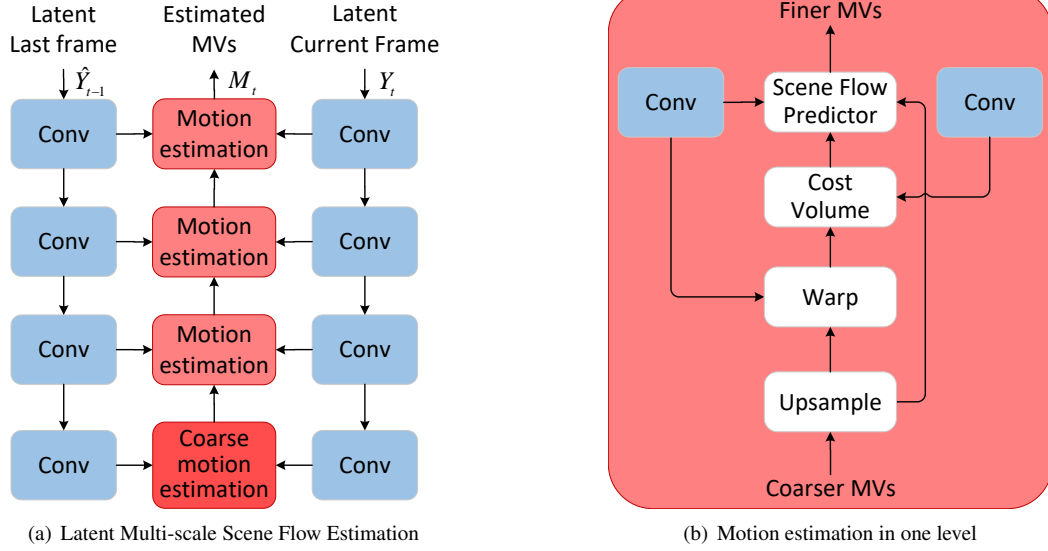 Latent
Last frame
Estimated
MVs
Latent
Current Frame
Ŷ_{t−1}
M_t
Y_t
Conv
Motion
estimation
Conv
Conv
Motion
estimation
Conv
Conv
Motion
estimation
Conv
Conv
Coarse
motion
estimation
Conv
(a) Latent Multi-scale Scene Flow Estimation
Finer MVs
Conv
Scene Flow
Predictor
Conv
Cost
Volume
Warp
Upsample
Coarser MVs
(b) Motion estimation in one level